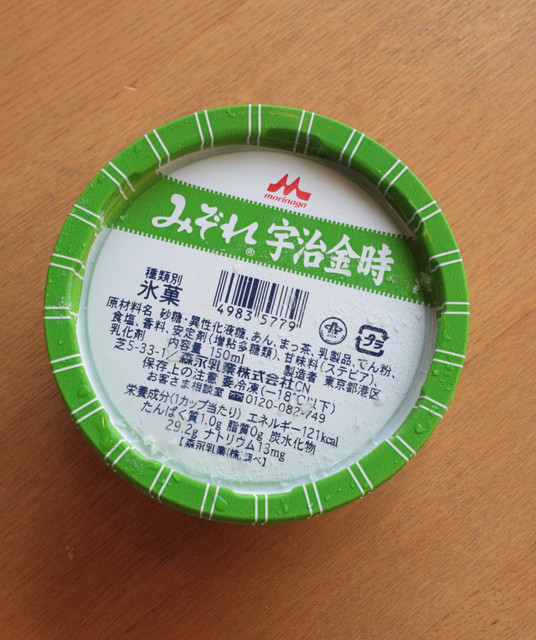 morinaga
みぞれ® 宇治金時
種類別
氷菓
4983 5779
原材料名 砂糖・異性化液糖、あん、まっ茶、乳製品、でん粉、
食塩、香料、安定剤(増粘多糖類)、甘味料(ステビア)、
乳化剤 内容量 150ml 製造者 東京都港区
芝5-33-1 森永乳業株式会社CN
保存上の注意 要冷凍(-18℃以下)
お客さま相談室 0120-082-749
栄養成分(1カップ当たり) エネルギー121kcal
たんぱく質1.0g 脂質0g 炭水化物
29.2g ナトリウム13mg
【森永乳業(株)調べ】